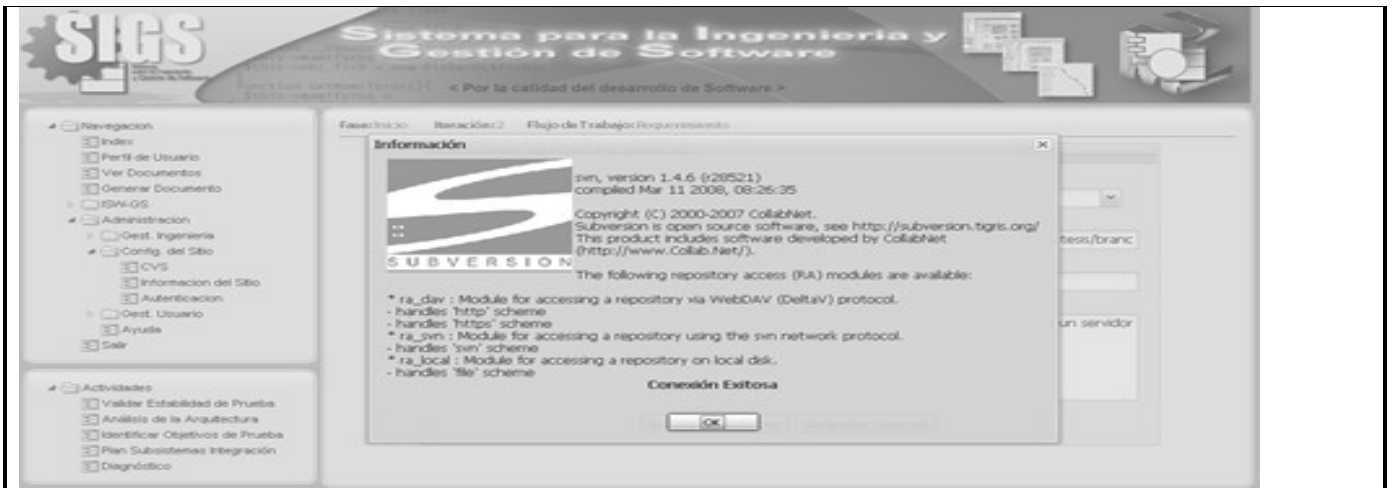 SIGS
Sistema para la Ingenieria y
Gestión de Software
< Por la calidad del desarrollo de Software >
Navegacion
Index
Perfil de Usuario
Ver Documentos
Generar Documento
ISW-GS
Administracion
Gest. Ingenieria
Config. del Sitio
CVS
Informacion del Sitio
Autenticacion
Gest. Usuario
Ayuda
Salir
Actividades
Validar Estabilidad de Prueba
Análisis de la Arquitectura
Identificar Objetivos de Prueba
Plan Subsistemas Integración
Diagnóstico
Fase: Inicio Iteración: 2 Flujo de Trabajo: Requerimiento
Información
SUBVERSION
svn, version 1.4.6 (r28521)
compiled Mar 11 2008, 08:26:35
Copyright (C) 2000-2007 CollabNet.
Subversion is open source software, see http://subversion.tigris.org/
This product includes software developed by CollabNet
(http://www.Collab.Net/).
The following repository access (RA) modules are available:
* ra_dav : Module for accessing a repository via WebDAV (DeltaV) protocol.
- handles 'http' scheme
- handles 'https' scheme
* ra_svn : Module for accessing a repository using the svn network protocol.
- handles 'svn' scheme
* ra_local : Module for accessing a repository on local disk.
- handles 'file' scheme
Conexión Exitosa
OK
tesis/branc
un servidor